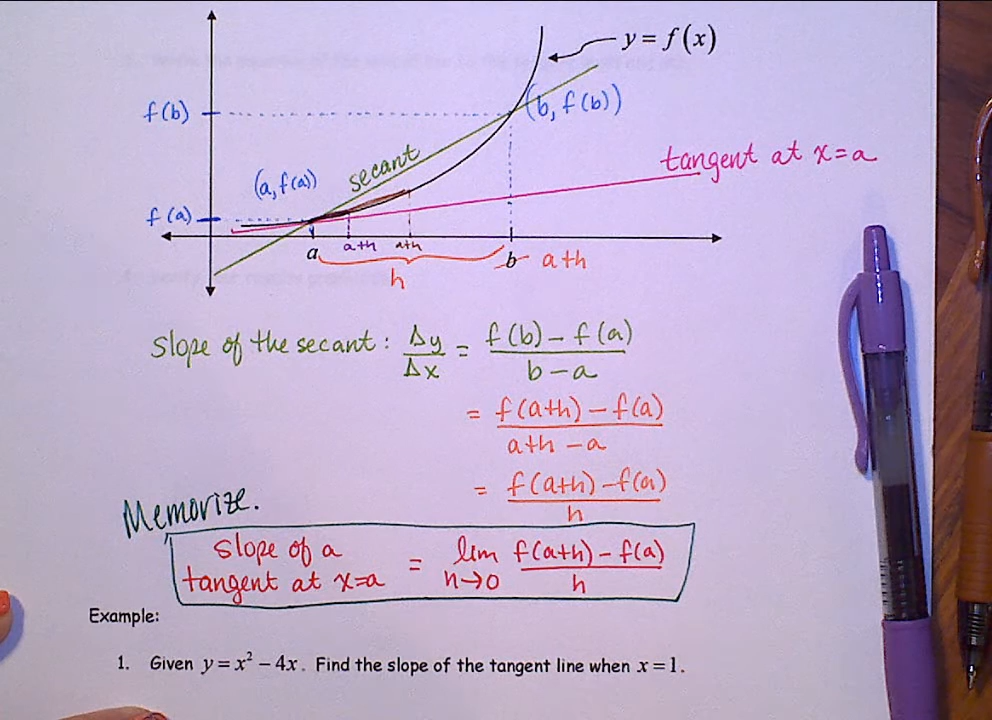 y = f(x)
f(b)
(b, f(b))
secant
tangent at x=a
(a, f(a))
f(a)
a
a+h
a+h
b
a+h
h
slope of the secant: Δy/Δx = (f(b) - f(a))/(b - a)
= (f(a+h) - f(a))/(a+h - a)
= (f(a+h) - f(a))/h
Memorize.
slope of a tangent at x=a = lim h→0 (f(a+h) - f(a))/h
Example:
1. Given y = x² - 4x. Find the slope of the tangent line when x = 1.